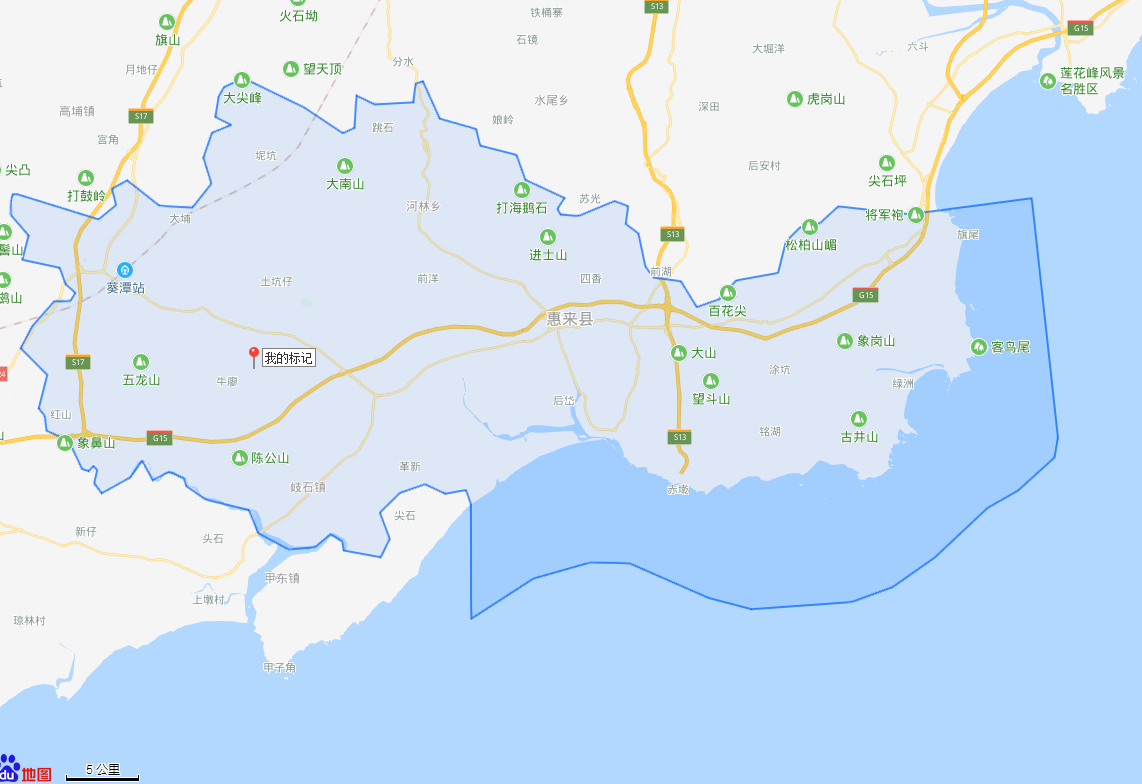 火石坳
铁桶寨
S13
旗山
石镜
G15
六斗
大堀洋
分水
月地仔
望天顶
莲花峰风景
名胜区
大尖峰
水尾乡
虎岗山
深田
高埔镇
S17
娘岭
跳石
宫角
坭坑
后安村
尖凸
大南山
尖石坪
打鼓岭
打海鹅石
苏光
河林乡
大埔
将军袍
松柏山嵋
S13
旗尾
髻山
进士山
葵潭站
土坑仔
前洋
四香
前湖
鹅山
百花尖
G15
惠来县
我的标记
大山
象岗山
客鸟尾
S17
五龙山
牛廖
涂坑
绿洲
24
望斗山
后岱
红山
古井山
象鼻山
G15
S13
铭湖
陈公山
革新
岐石镇
赤墩
尖石
新仔
头石
甲东镇
上墩村
琼林村
甲子角
5 公里
du 地图